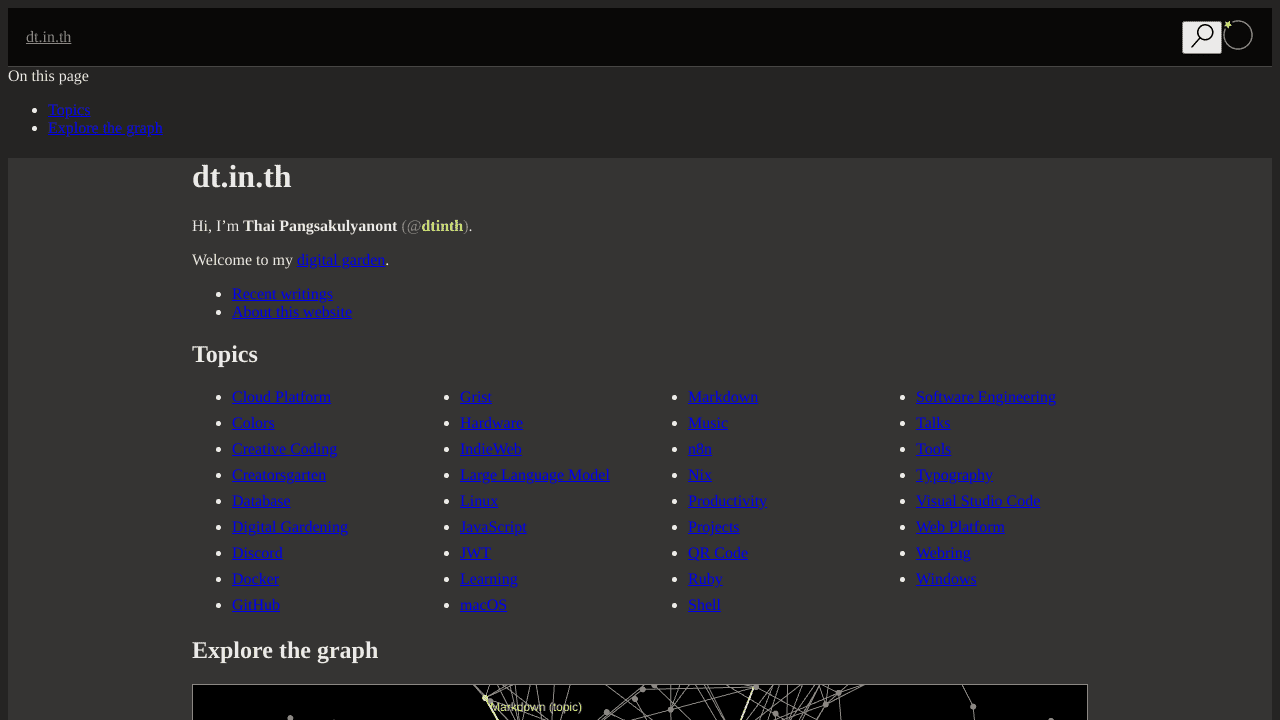 dt.in.th
On this page
Topics
Explore the graph
dt.in.th
Hi, I’m Thai Pangsakulyanont (@dtinth).
Welcome to my digital garden.
Recent writings
About this website
Topics
Cloud Platform
Colors
Creative Coding
Creatorsgarten
Database
Digital Gardening
Discord
Docker
GitHub
Grist
Hardware
IndieWeb
Large Language Model
Linux
JavaScript
JWT
Learning
macOS
Markdown
Music
n8n
Nix
Productivity
Projects
QR Code
Ruby
Shell
Software Engineering
Talks
Tools
Typography
Visual Studio Code
Web Platform
Webring
Windows
Explore the graph
Markdown (topic)